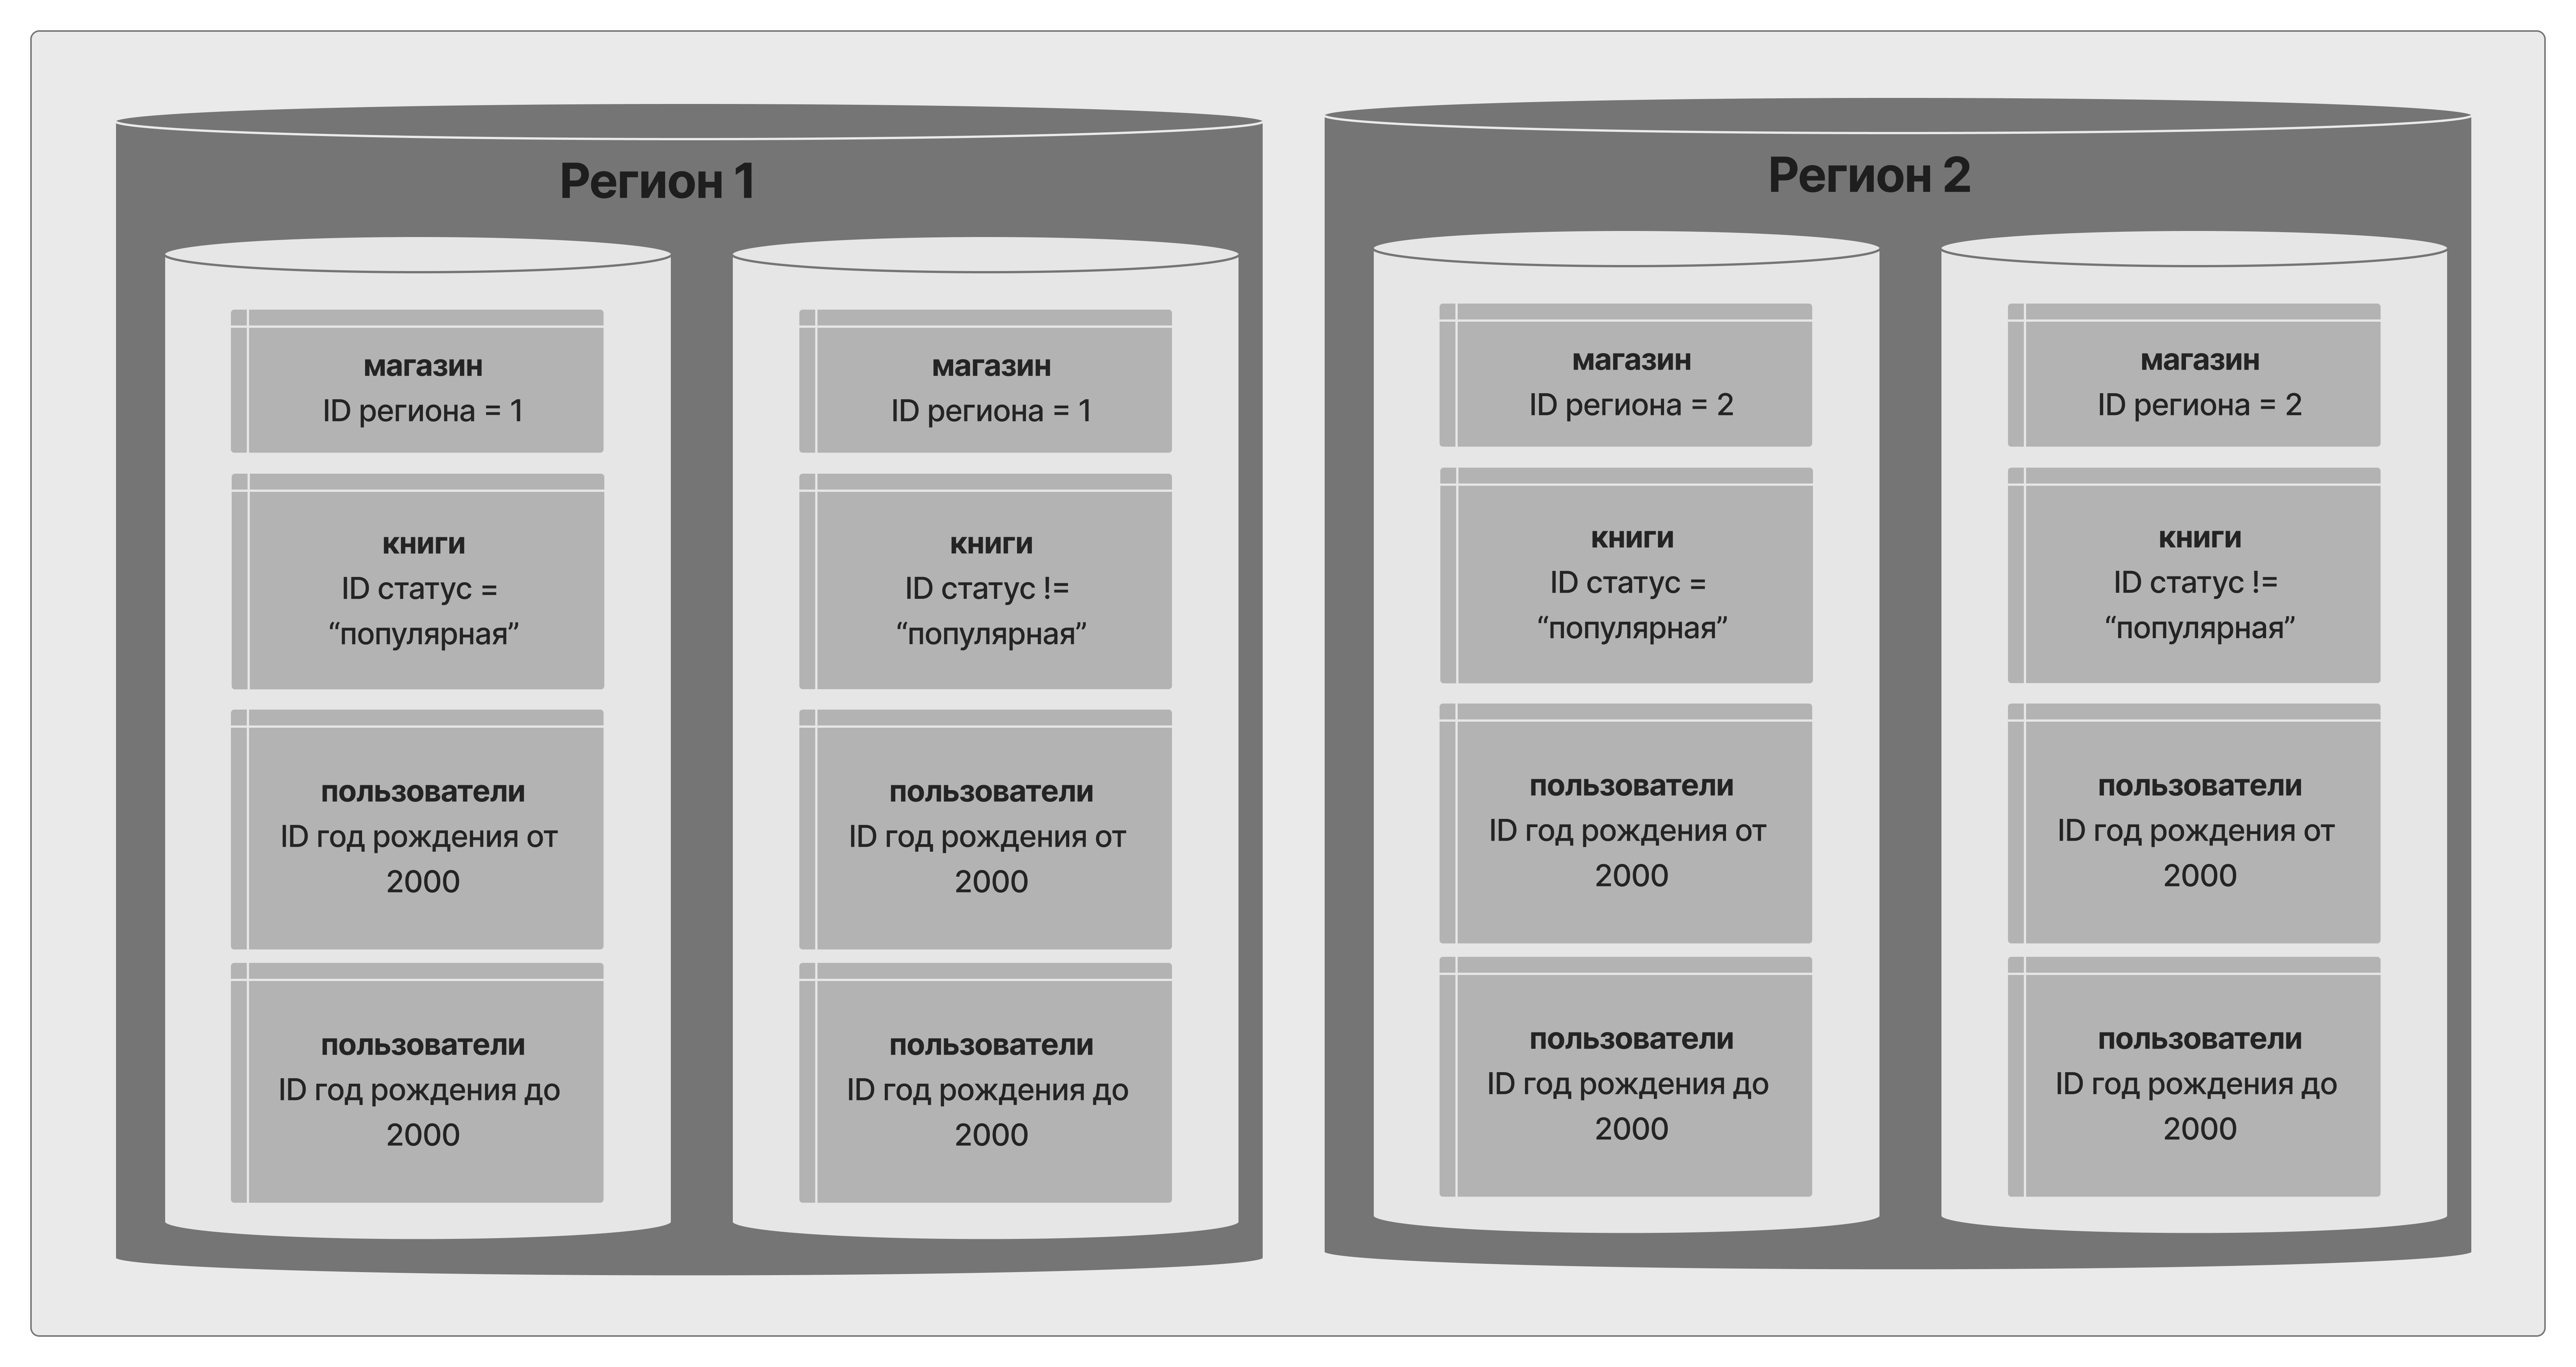 Регион 1
магазин
ID региона = 1
книги
ID статус =
“популярная”
пользователи
ID год рождения от
2000
пользователи
ID год рождения до
2000
магазин
ID региона = 1
книги
ID статус !=
“популярная”
пользователи
ID год рождения от
2000
пользователи
ID год рождения до
2000
Регион 2
магазин
ID региона = 2
книги
ID статус =
“популярная”
пользователи
ID год рождения от
2000
пользователи
ID год рождения до
2000
магазин
ID региона = 2
книги
ID статус !=
“популярная”
пользователи
ID год рождения от
2000
пользователи
ID год рождения до
2000